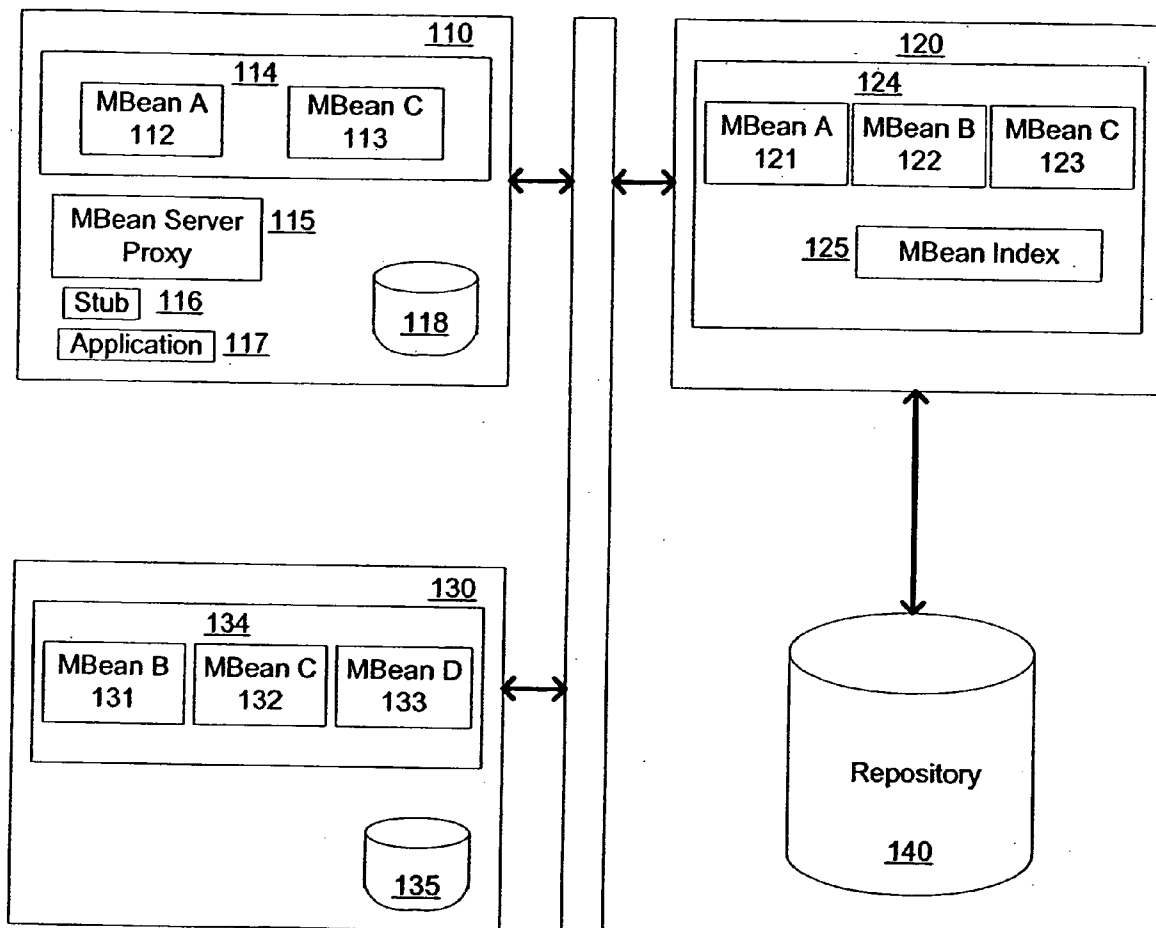 110
114
MBean A
112
MBean C
113
MBean Server
Proxy
115
Stub
116
Application
117
118
120
124
MBean A
121
MBean B
122
MBean C
123
125
MBean Index
130
134
MBean B
131
MBean C
132
MBean D
133
135
Repository
140